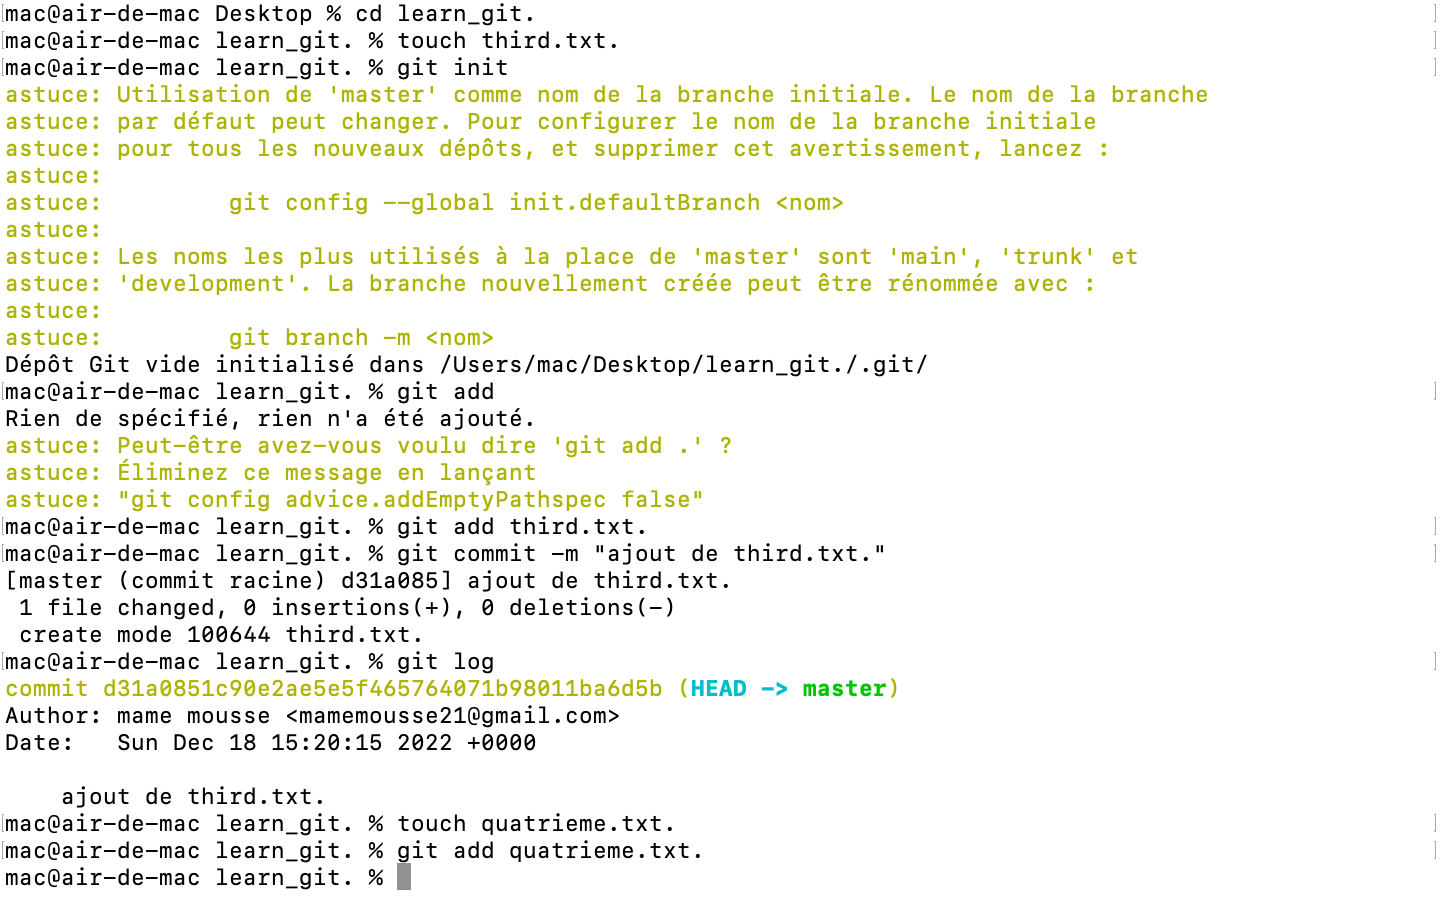 mac@air-de-mac Desktop % cd learn_git.
mac@air-de-mac learn_git. % touch third.txt.
mac@air-de-mac learn_git. % git init
astuce: Utilisation de 'master' comme nom de la branche initiale. Le nom de la branche
astuce: par défaut peut changer. Pour configurer le nom de la branche initiale
astuce: pour tous les nouveaux dépôts, et supprimer cet avertissement, lancez :
astuce:
astuce:         git config --global init.defaultBranch <nom>
astuce:
astuce: Les noms les plus utilisés à la place de 'master' sont 'main', 'trunk' et
astuce: 'development'. La branche nouvellement créée peut être rénommée avec :
astuce:
astuce:         git branch -m <nom>
Dépôt Git vide initialisé dans /Users/mac/Desktop/learn_git./.git/
mac@air-de-mac learn_git. % git add
Rien de spécifié, rien n'a été ajouté.
astuce: Peut-être avez-vous voulu dire 'git add .' ?
astuce: Éliminez ce message en lançant
astuce: "git config advice.addEmptyPathspec false"
mac@air-de-mac learn_git. % git add third.txt.
mac@air-de-mac learn_git. % git commit -m "ajout de third.txt."
[master (commit racine) d31a085] ajout de third.txt.
 1 file changed, 0 insertions(+), 0 deletions(-)
 create mode 100644 third.txt.
mac@air-de-mac learn_git. % git log
commit d31a0851c90e2ae5e5f465764071b98011ba6d5b (HEAD -> master)
Author: mame mousse <mamemousse21@gmail.com>
Date:   Sun Dec 18 15:20:15 2022 +0000
    ajout de third.txt.
mac@air-de-mac learn_git. % touch quatrieme.txt.
mac@air-de-mac learn_git. % git add quatrieme.txt.
mac@air-de-mac learn_git. %